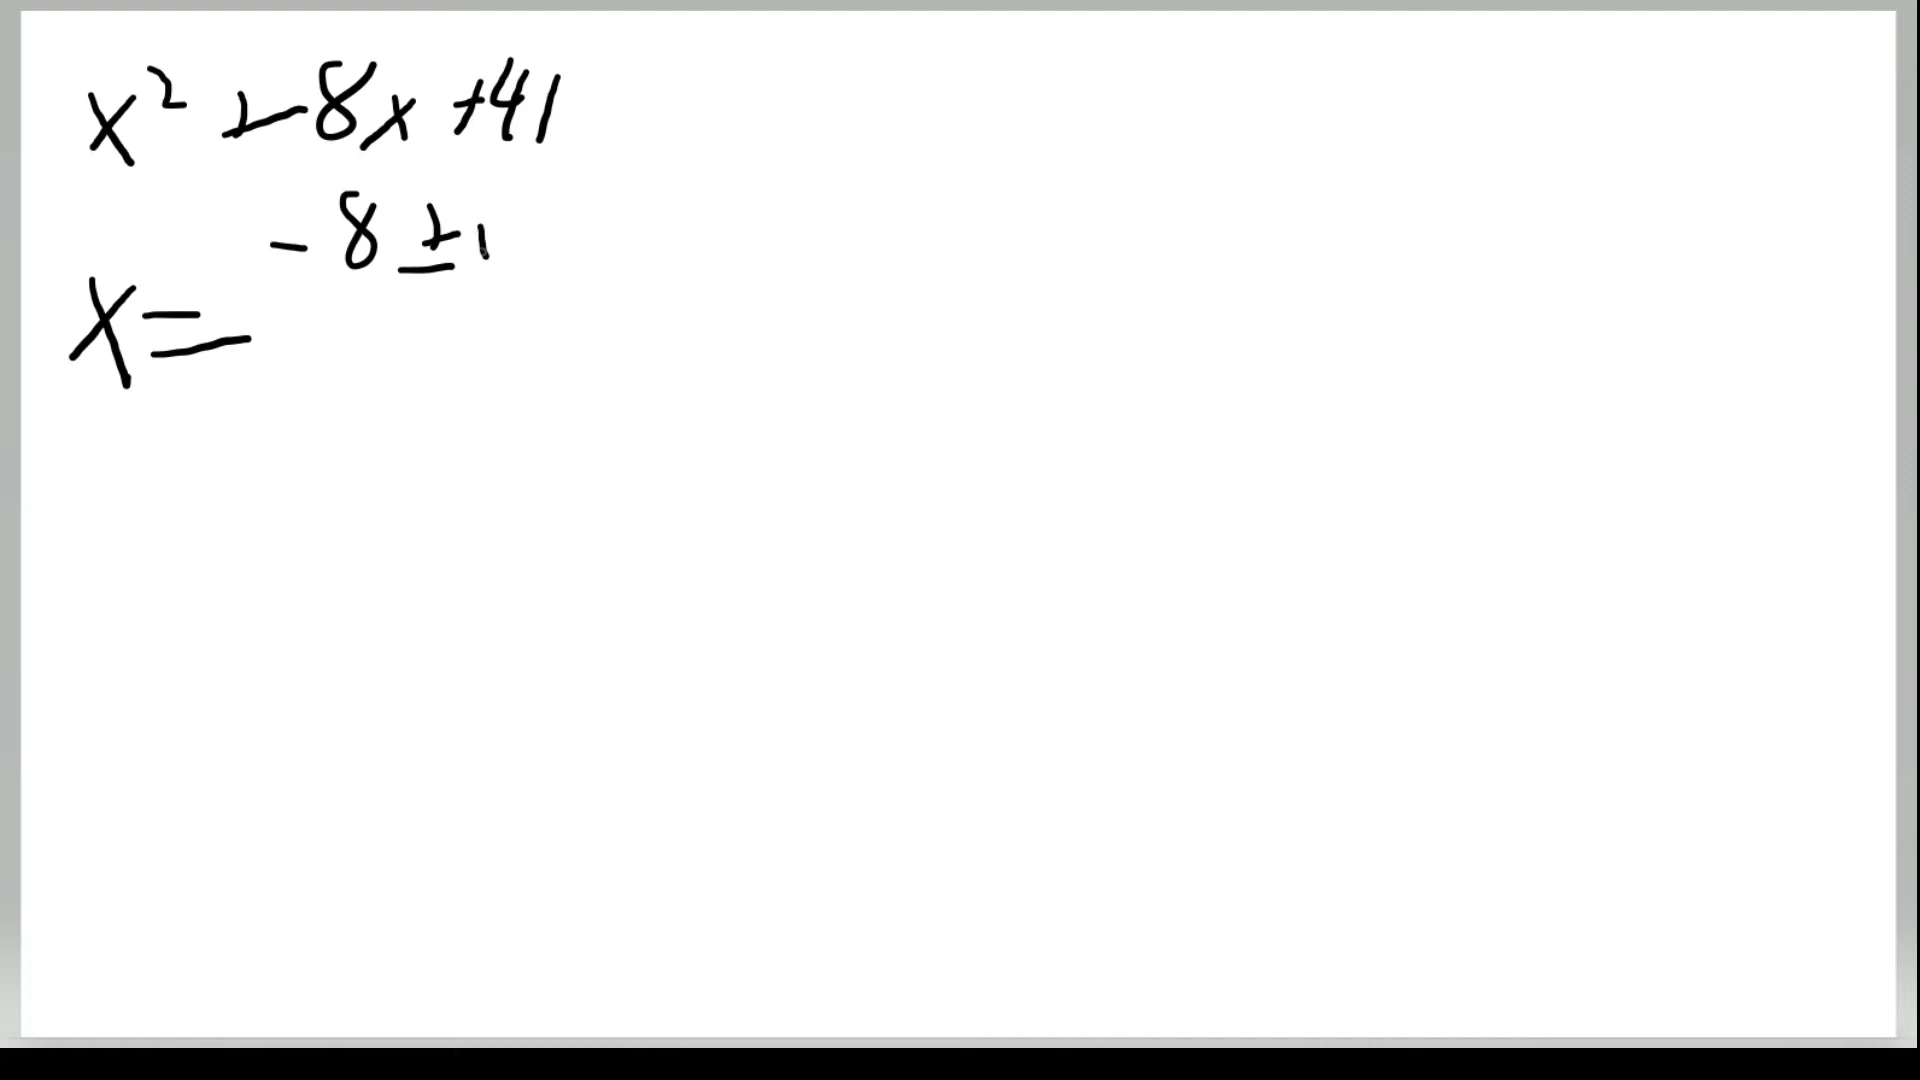 x² + 8x + 41
- 8 ±
x =